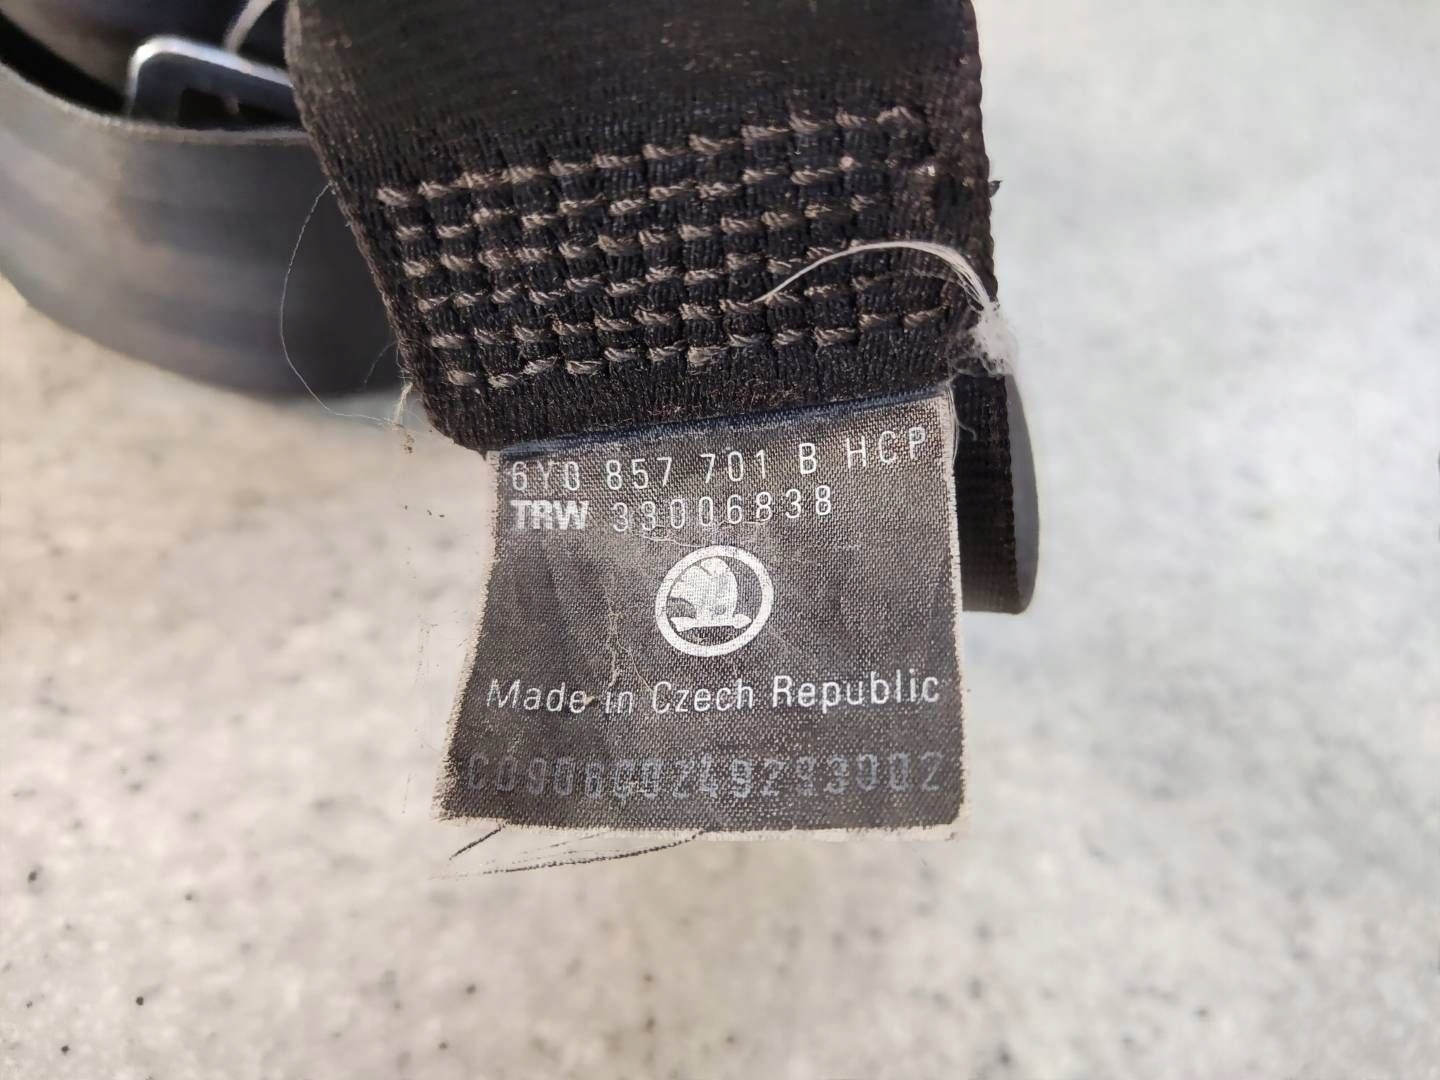 6Y0 857 701 B HCP
TRW 33006838
Made in Czech Republic